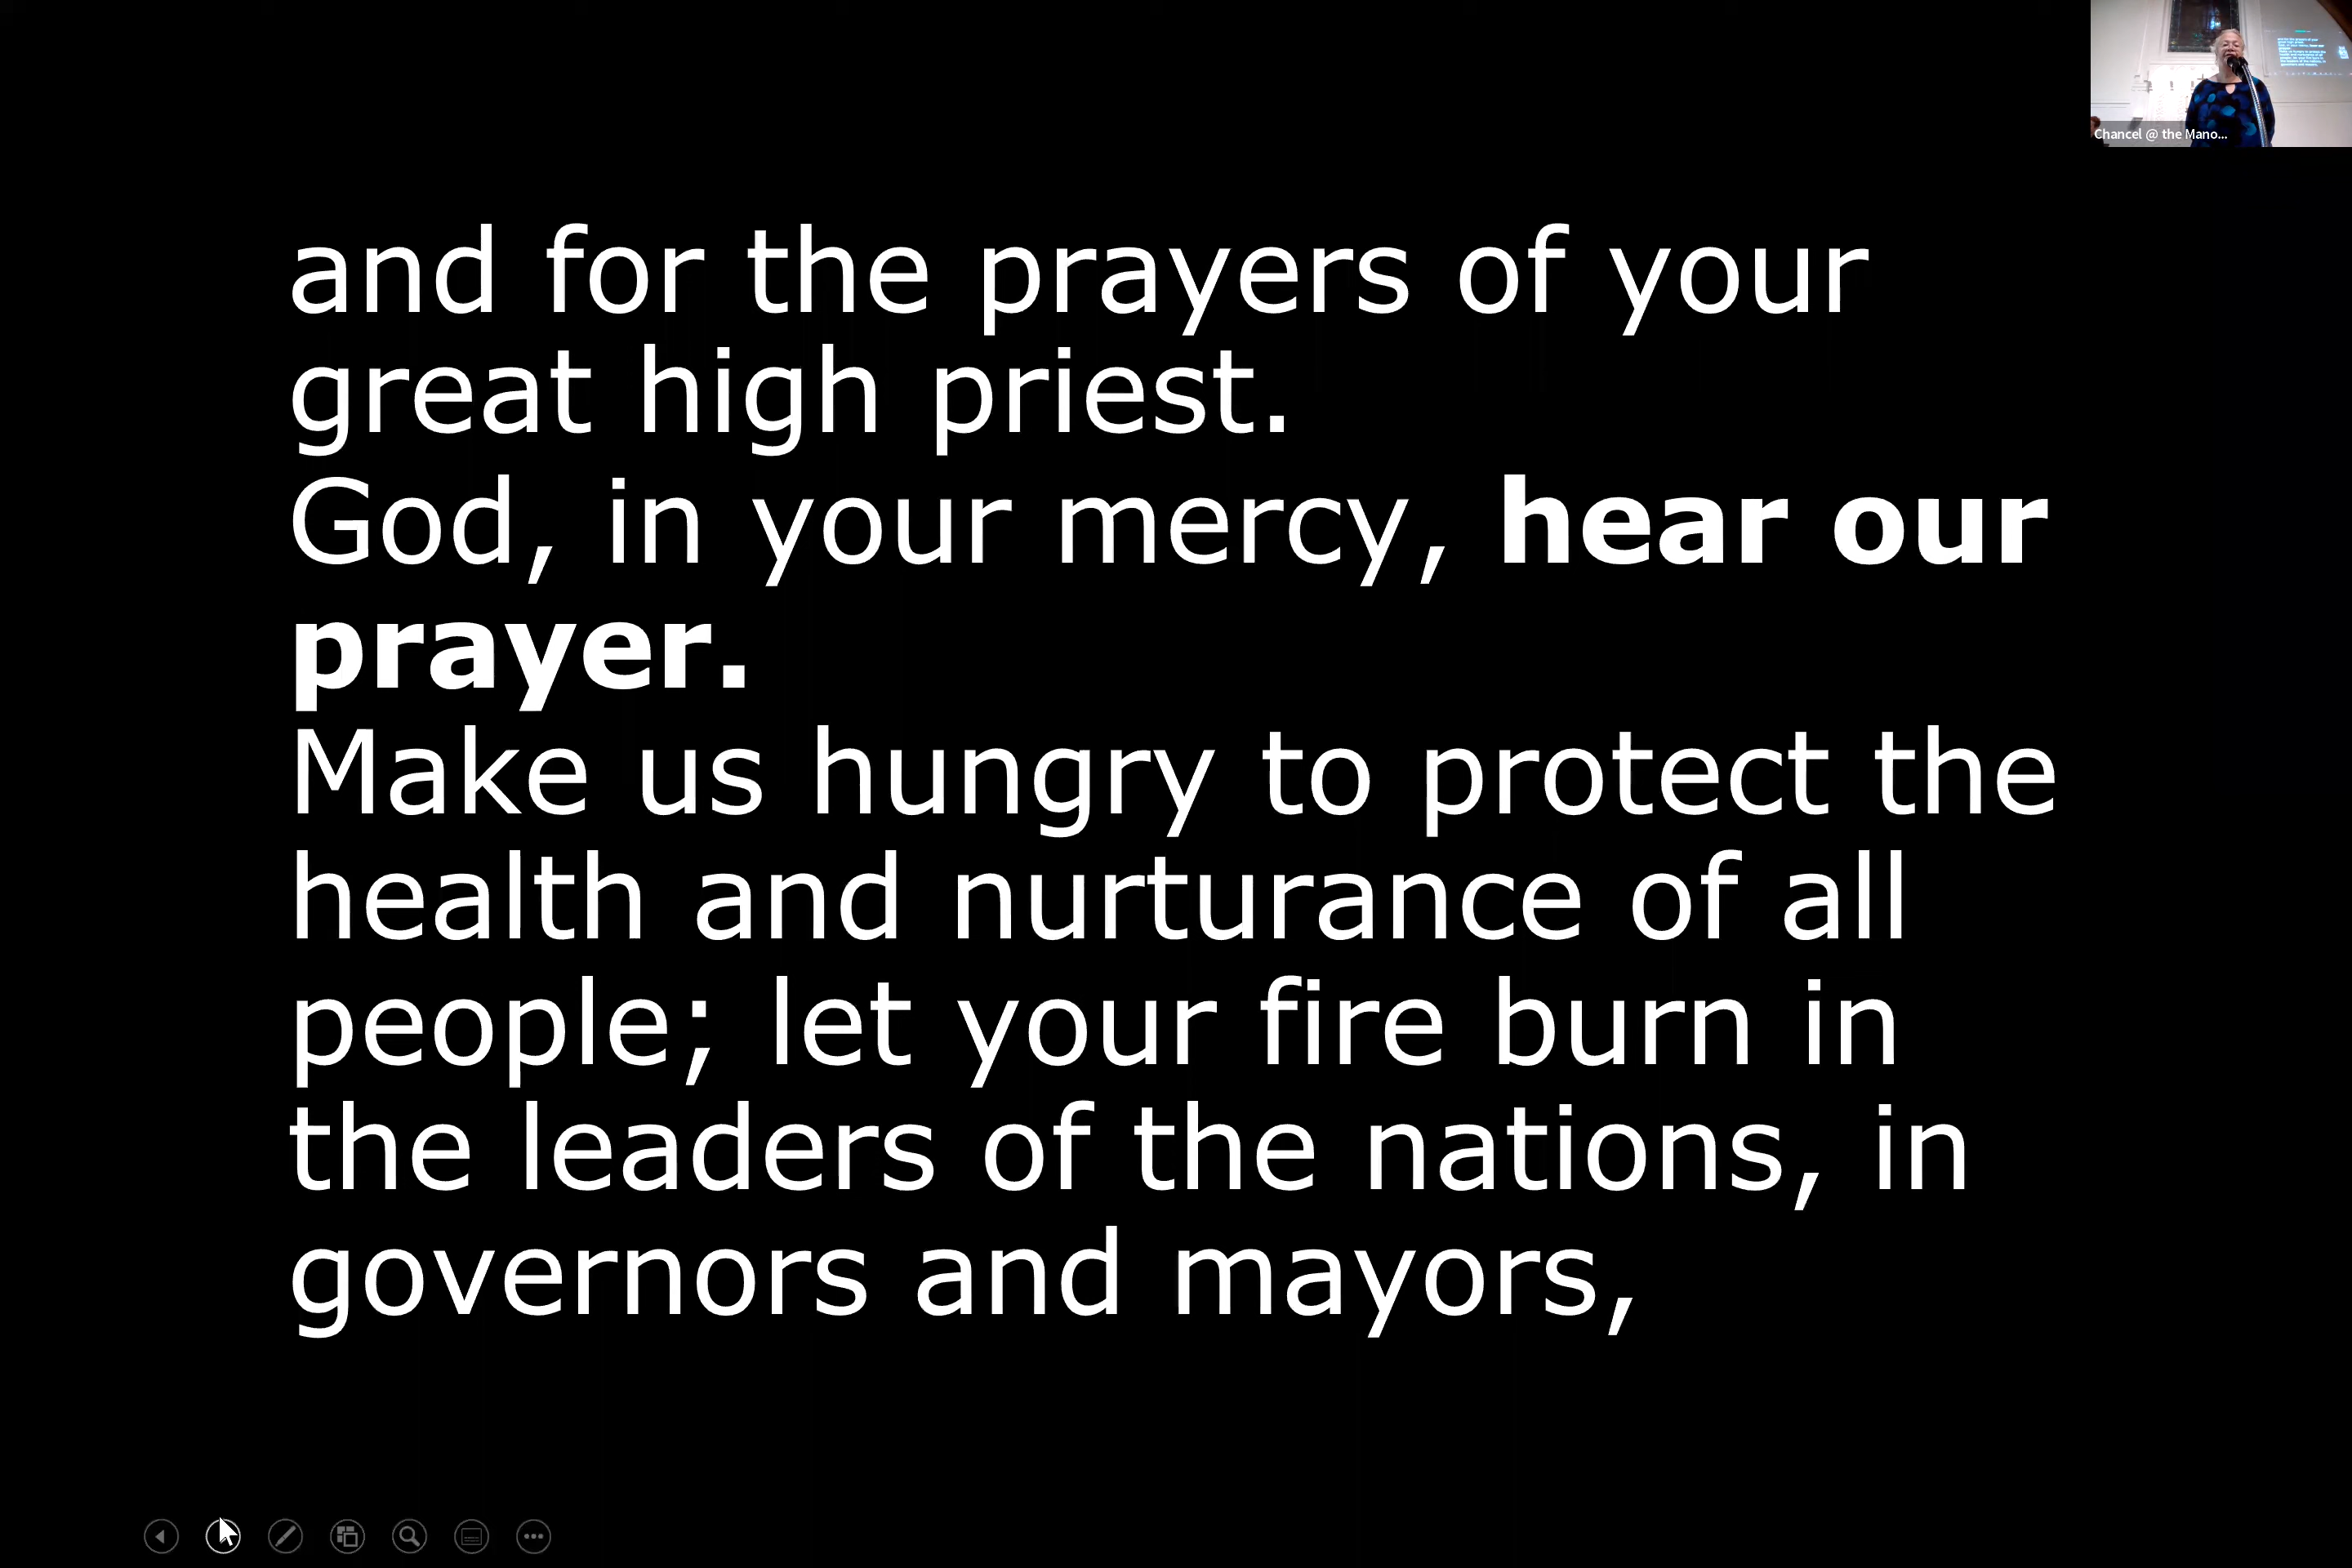 Chancel @ the Mano...
and for the prayers of your
great high priest.
God, in your mercy, hear our
prayer.
Make us hungry to protect the
health and nurturance of all
people; let your fire burn in
the leaders of the nations, in
governors and mayors,